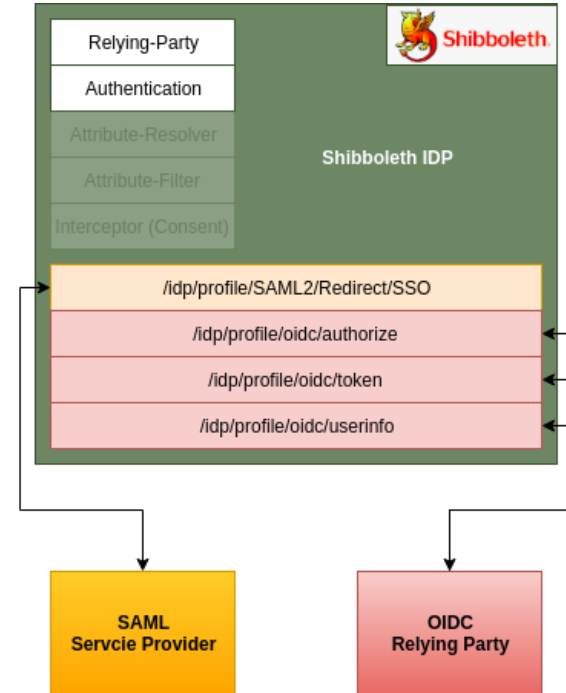 Relying-Party
Shibboleth.
Authentication
Attribute-Resolver
Shibboleth IDP
Attribute-Filter
Interceptor (Consent)
/idp/profile/SAML2/Redirect/SSO
/idp/profile/oidc/authorize
/idp/profile/oidc/token
/idp/profile/oidc/userinfo
SAML
Servcie Provider
OIDC
Relying Party